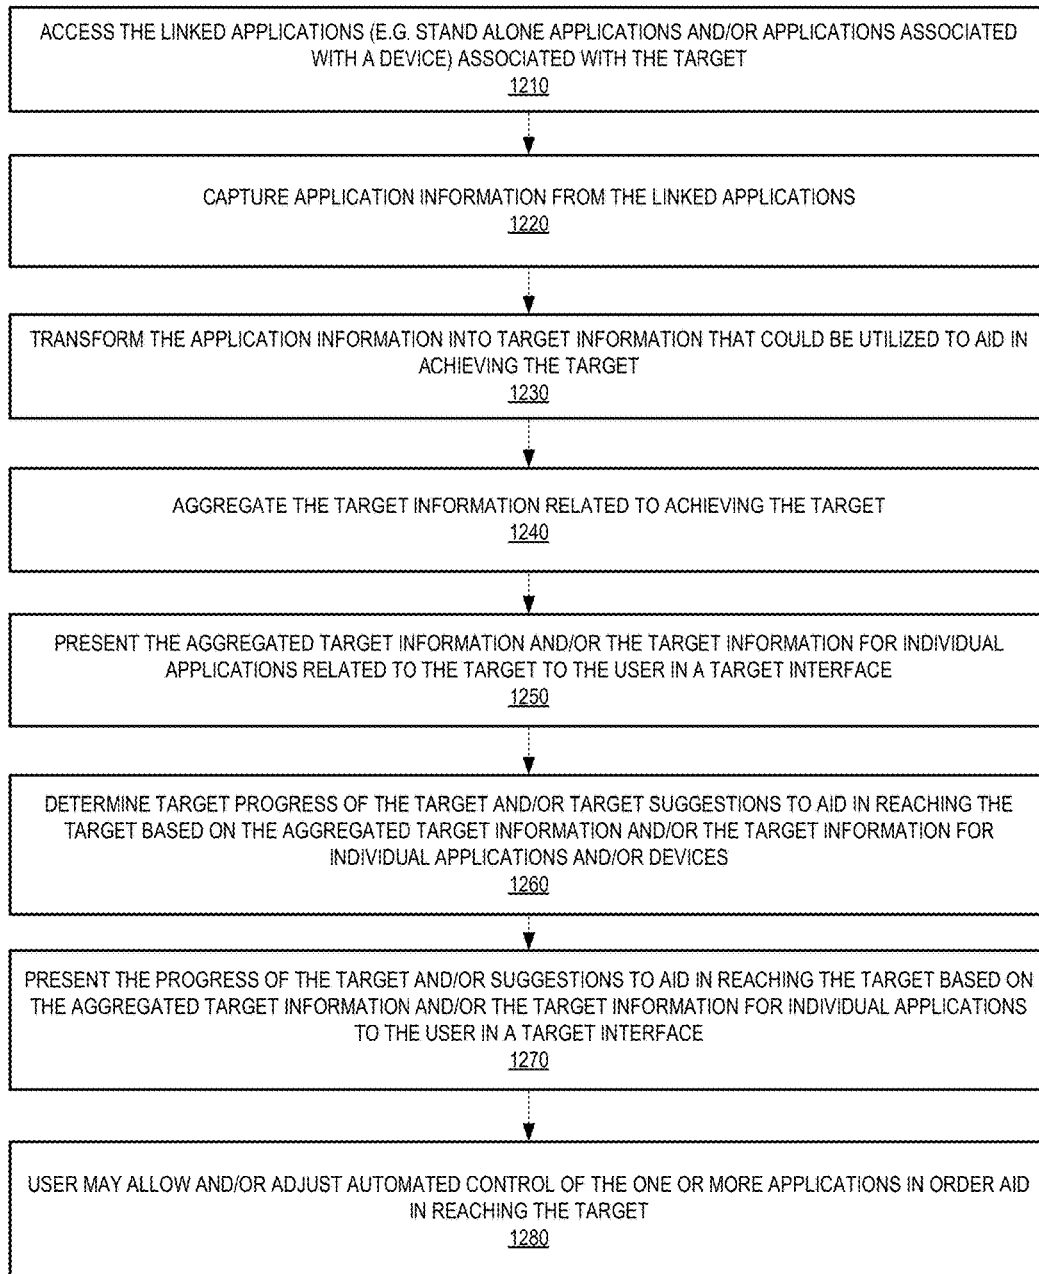 ACCESS THE LINKED APPLICATIONS (E.G. STAND ALONE APPLICATIONS AND/OR APPLICATIONS ASSOCIATED
WITH A DEVICE) ASSOCIATED WITH THE TARGET
1210
CAPTURE APPLICATION INFORMATION FROM THE LINKED APPLICATIONS
1220
TRANSFORM THE APPLICATION INFORMATION INTO TARGET INFORMATION THAT COULD BE UTILIZED TO AID IN
ACHIEVING THE TARGET
1230
AGGREGATE THE TARGET INFORMATION RELATED TO ACHIEVING THE TARGET
1240
PRESENT THE AGGREGATED TARGET INFORMATION AND/OR THE TARGET INFORMATION FOR INDIVIDUAL
APPLICATIONS RELATED TO THE TARGET TO THE USER IN A TARGET INTERFACE
1250
DETERMINE TARGET PROGRESS OF THE TARGET AND/OR TARGET SUGGESTIONS TO AID IN REACHING THE
TARGET BASED ON THE AGGREGATED TARGET INFORMATION AND/OR THE TARGET INFORMATION FOR
INDIVIDUAL APPLICATIONS AND/OR DEVICES
1260
PRESENT THE PROGRESS OF THE TARGET AND/OR SUGGESTIONS TO AID IN REACHING THE TARGET BASED ON
THE AGGREGATED TARGET INFORMATION AND/OR THE TARGET INFORMATION FOR INDIVIDUAL APPLICATIONS
TO THE USER IN A TARGET INTERFACE
1270
USER MAY ALLOW AND/OR ADJUST AUTOMATED CONTROL OF THE ONE OR MORE APPLICATIONS IN ORDER AID
IN REACHING THE TARGET
1280